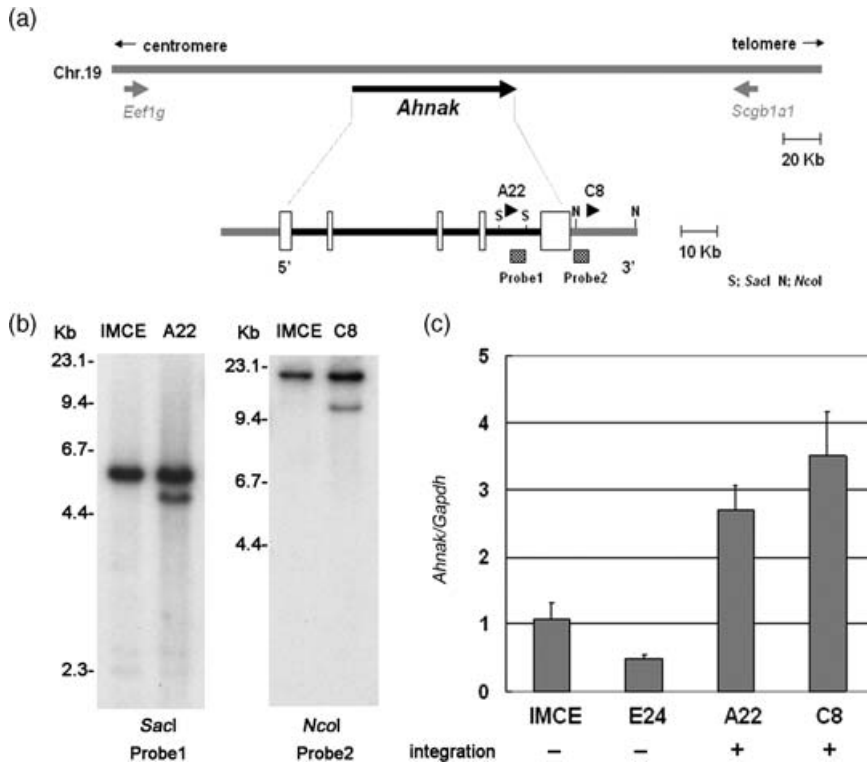 (a)
← centromere
telomere →
Chr.19
Eef1g
Ahnak
Scgb1a1
20 Kb
A22
C8
S
S
N
N
10 Kb
5'
Probe1
Probe2
3'
S; SacI N; NcoI
(b)
Kb IMCE A22
23.1-
9.4-
6.7-
4.4-
2.3-
SacI
Probe1
Kb IMCE C8
23.1-
9.4-
6.7-
4.4-
NcoI
Probe2
(c)
Ahnak/Gapdh
5
4
3
2
1
0
IMCE E24 A22 C8
integration – – + +